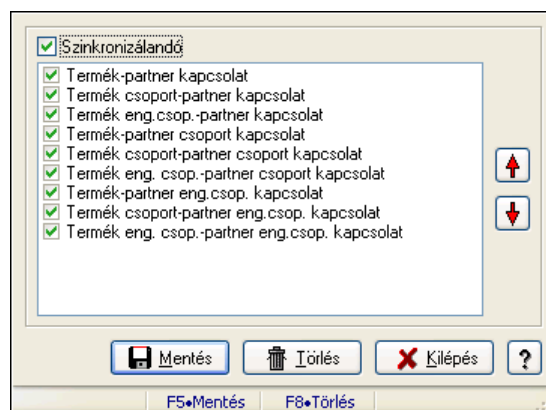 Szinkronizálandó
Termék-partner kapcsolat
Termék csoport-partner kapcsolat
Termék eng.csop.-partner kapcsolat
Termék-partner csoport kapcsolat
Termék csoport-partner csoport kapcsolat
Termék eng. csop.-partner csoport kapcsolat
Termék-partner eng.csop. kapcsolat
Termék csoport-partner eng.csop. kapcsolat
Termék eng. csop.-partner eng.csop. kapcsolat
Mentés Törlés Kilépés ?
F5•Mentés F8•Törlés